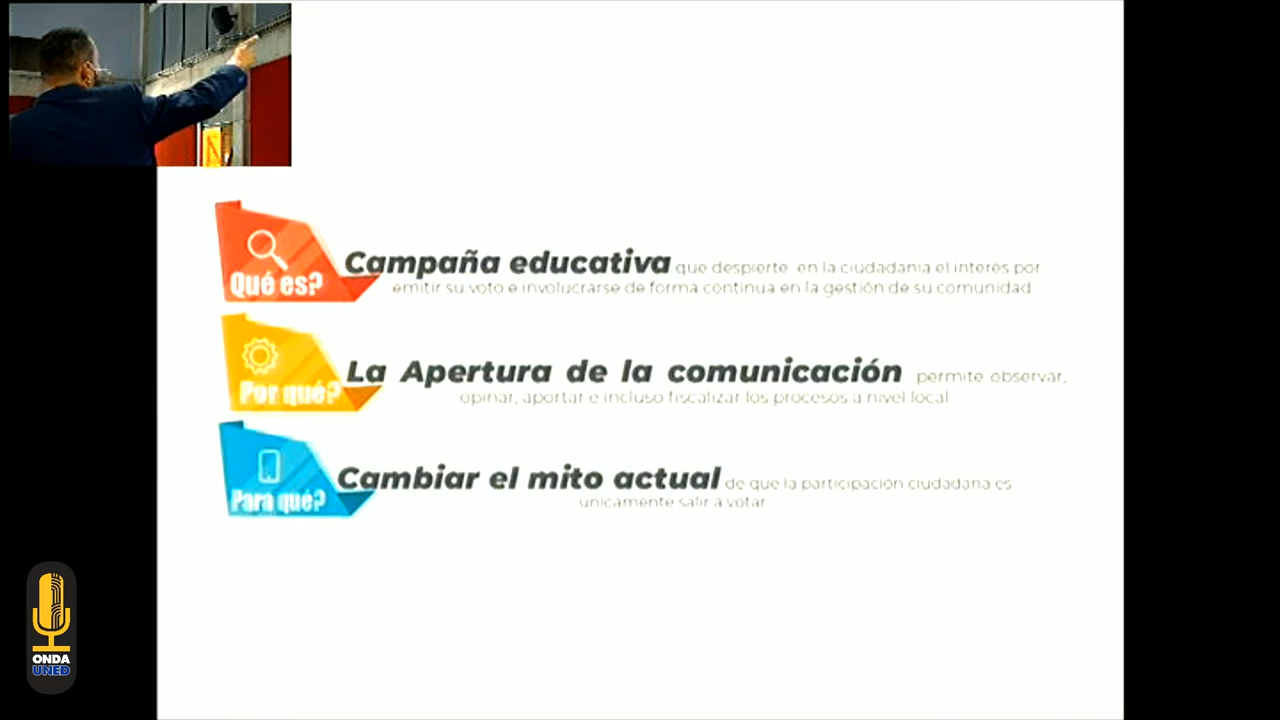 Qué es?
Campaña educativa que despierte en la ciudadanía el interés por
emitir su voto e involucrarse de forma continua en la gestión de su comunidad
Por qué?
La Apertura de la comunicación permite observar,
opinar, aportar e incluso fiscalizar los procesos a nivel local.
Para qué?
Cambiar el mito actual de que la participación ciudadana es
unicamente salir a votar
ONDA
UNED